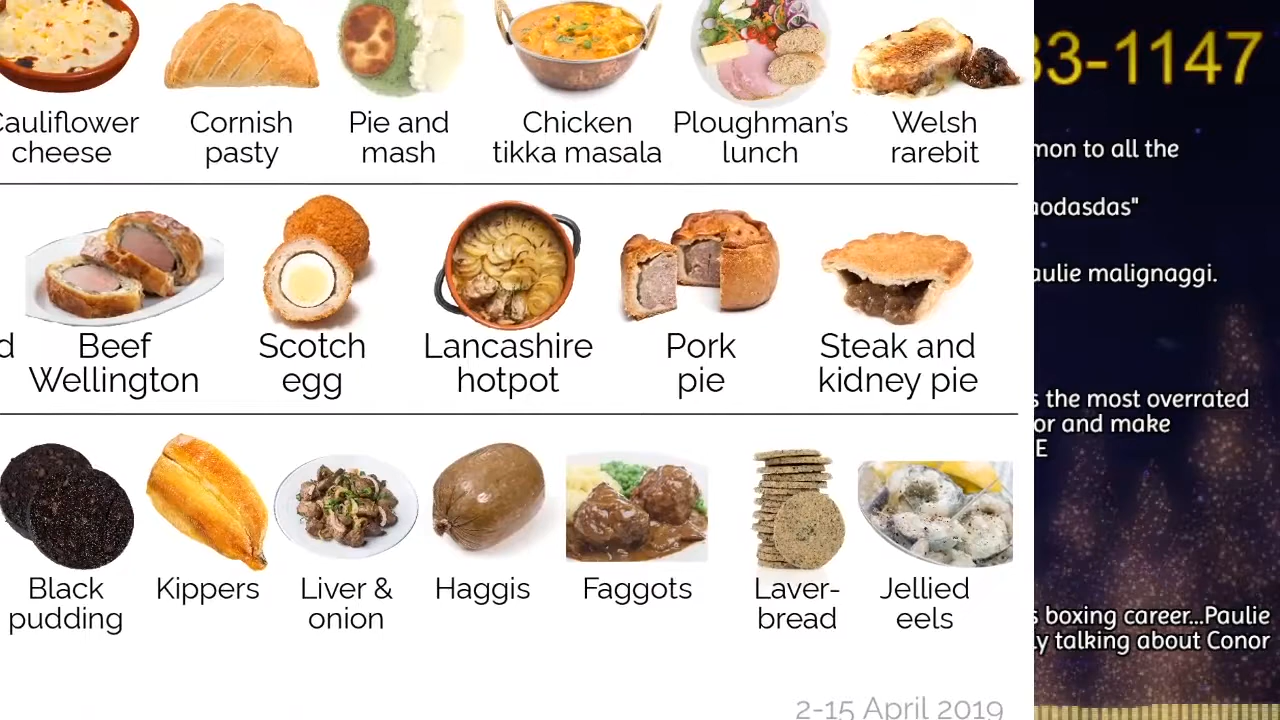 33-1147
Cauliflower
cheese
Cornish
pasty
Pie and
mash
Chicken
tikka masala
Ploughman's
lunch
Welsh
rarebit
d
Beef
Wellington
Scotch
egg
Lancashire
hotpot
Pork
pie
Steak and
kidney pie
Black
pudding
Kippers
Liver &
onion
Haggis
Faggots
Laver-
bread
Jellied
eels
2-15 April 2019
mon to all the
aodasdas"
aulie malignaggi.
s the most overrated
or and make
E
s boxing career...Paulie
ly talking about Conor